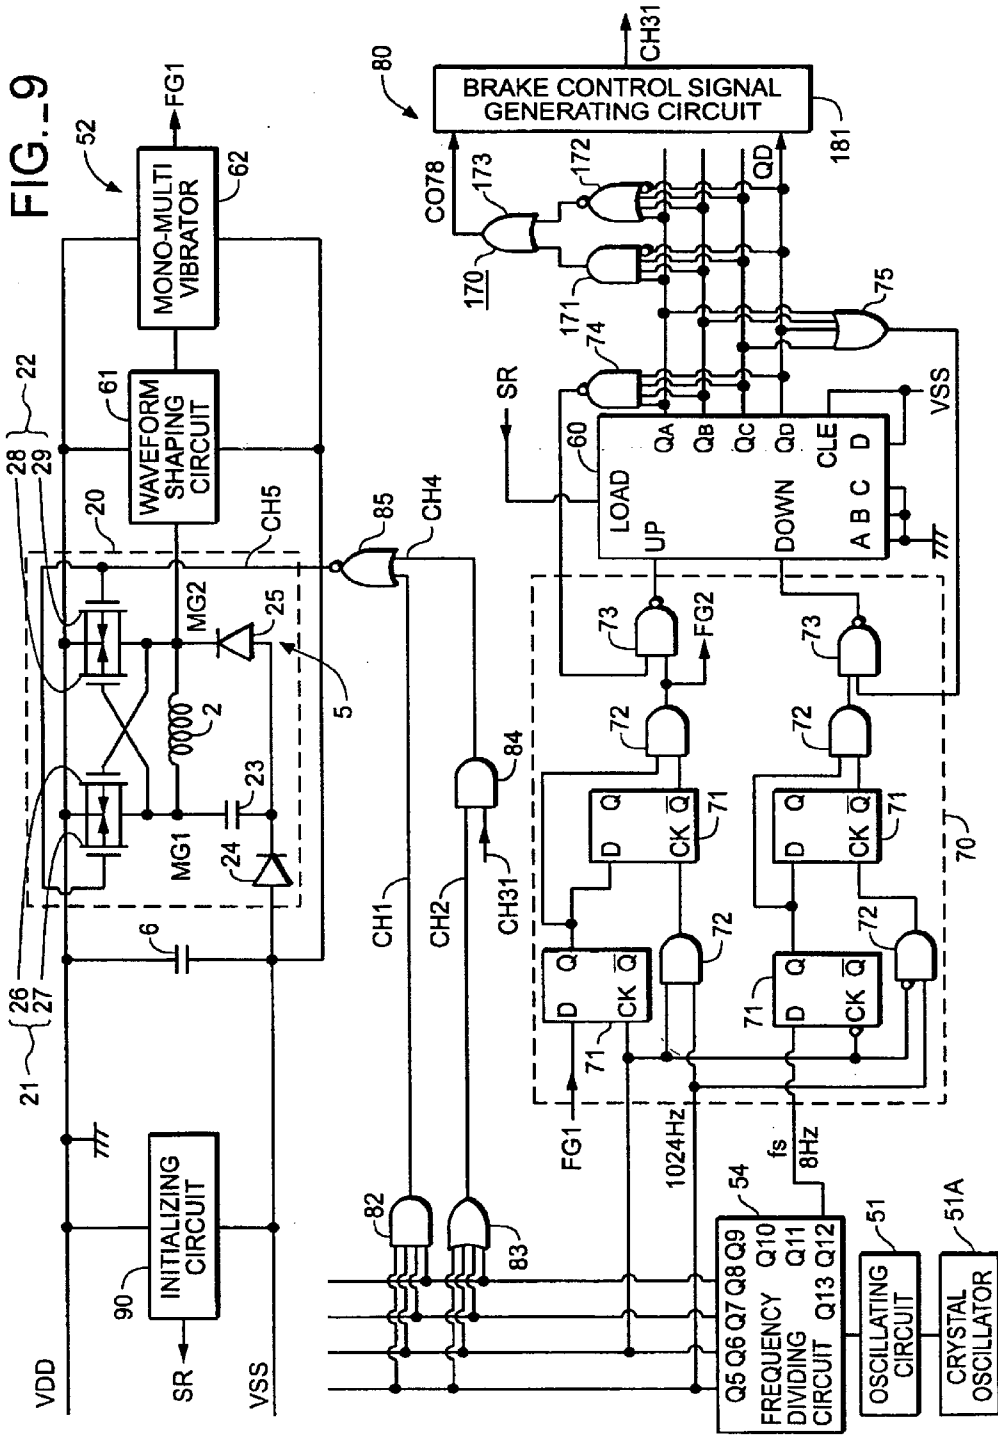 FIG._9
VDD
90
INITIALIZING
CIRCUIT
SR
VSS
21
26
27
6
MG1
24
23
2
MG2
25
5
20
CH5
28
29
22
61
WAVEFORM
SHAPING
CIRCUIT
52
MONO-MULTI
VIBRATOR
62
FG1
82
83
CH1
CH2
CH31
84
CH4
85
80
BRAKE CONTROL SIGNAL
GENERATING CIRCUIT
CH31
181
CO78
173
170
172
171
QD
74
75
SR
60
LOAD
UP
DOWN
QA
QB
QC
QD
CLE
A B C D
VSS
FG1
1024Hz
fs
8Hz
D
Q
CK
Q
71
72
D
Q
CK
Q
71
72
73
FG2
D
Q
CK
Q
71
72
D
Q
CK
Q
71
72
73
70
Q5 Q6 Q7 Q8 Q9
Q10
Q11
Q13 Q12
FREQUENCY
DIVIDING
CIRCUIT
54
OSCILLATING
CIRCUIT
51
CRYSTAL
OSCILLATOR
51A